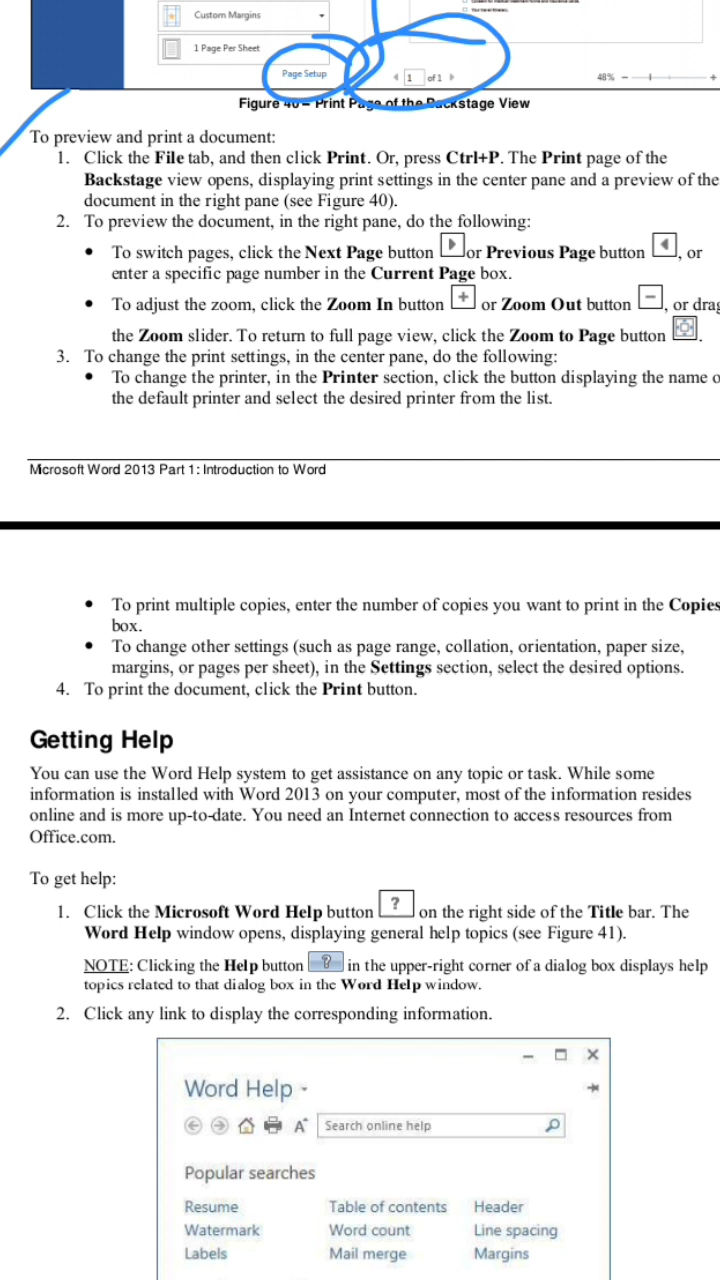 Custom Margins
1 Page Per Sheet
Page Setup
1 of 1
48%
Figure 40 – Print Page of the Backstage View
To preview and print a document:
1. Click the File tab, and then click Print. Or, press Ctrl+P. The Print page of the
Backstage view opens, displaying print settings in the center pane and a preview of the
document in the right pane (see Figure 40).
2. To preview the document, in the right pane, do the following:
• To switch pages, click the Next Page button or Previous Page button , or
enter a specific page number in the Current Page box.
• To adjust the zoom, click the Zoom In button + or Zoom Out button −, or drag
the Zoom slider. To return to full page view, click the Zoom to Page button .
3. To change the print settings, in the center pane, do the following:
• To change the printer, in the Printer section, click the button displaying the name o
the default printer and select the desired printer from the list.
Microsoft Word 2013 Part 1: Introduction to Word
• To print multiple copies, enter the number of copies you want to print in the Copies
box.
• To change other settings (such as page range, collation, orientation, paper size,
margins, or pages per sheet), in the Settings section, select the desired options.
4. To print the document, click the Print button.
Getting Help
You can use the Word Help system to get assistance on any topic or task. While some
information is installed with Word 2013 on your computer, most of the information resides
online and is more up-to-date. You need an Internet connection to access resources from
Office.com.
To get help:
1. Click the Microsoft Word Help button ? on the right side of the Title bar. The
Word Help window opens, displaying general help topics (see Figure 41).
NOTE: Clicking the Help button ? in the upper-right corner of a dialog box displays help
topics related to that dialog box in the Word Help window.
2. Click any link to display the corresponding information.
Word Help
A
Search online help
Popular searches
Resume Table of contents Header
Watermark Word count Line spacing
Labels Mail merge Margins